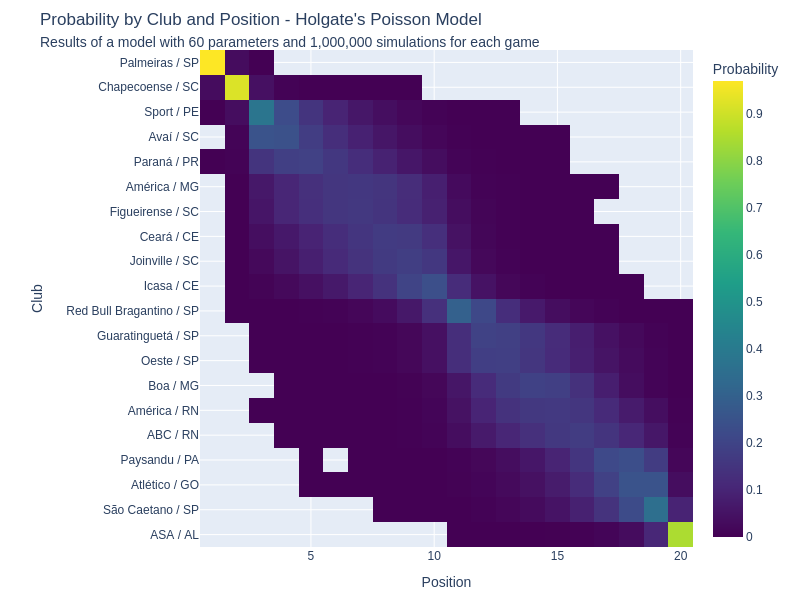 Probability by Club and Position - Holgate's Poisson Model
Results of a model with 60 parameters and 1,000,000 simulations for each game
Probability
Palmeiras / SP
Chapecoense / SC
Sport / PE
Avaí / SC
Paraná / PR
América / MG
Figueirense / SC
Ceará / CE
Joinville / SC
Icasa / CE
Red Bull Bragantino / SP
Guaratinguetá / SP
Oeste / SP
Boa / MG
América / RN
ABC / RN
Paysandu / PA
Atlético / GO
São Caetano / SP
ASA / AL
Club
5 10 15 20
Position
0.9
0.8
0.7
0.6
0.5
0.4
0.3
0.2
0.1
0